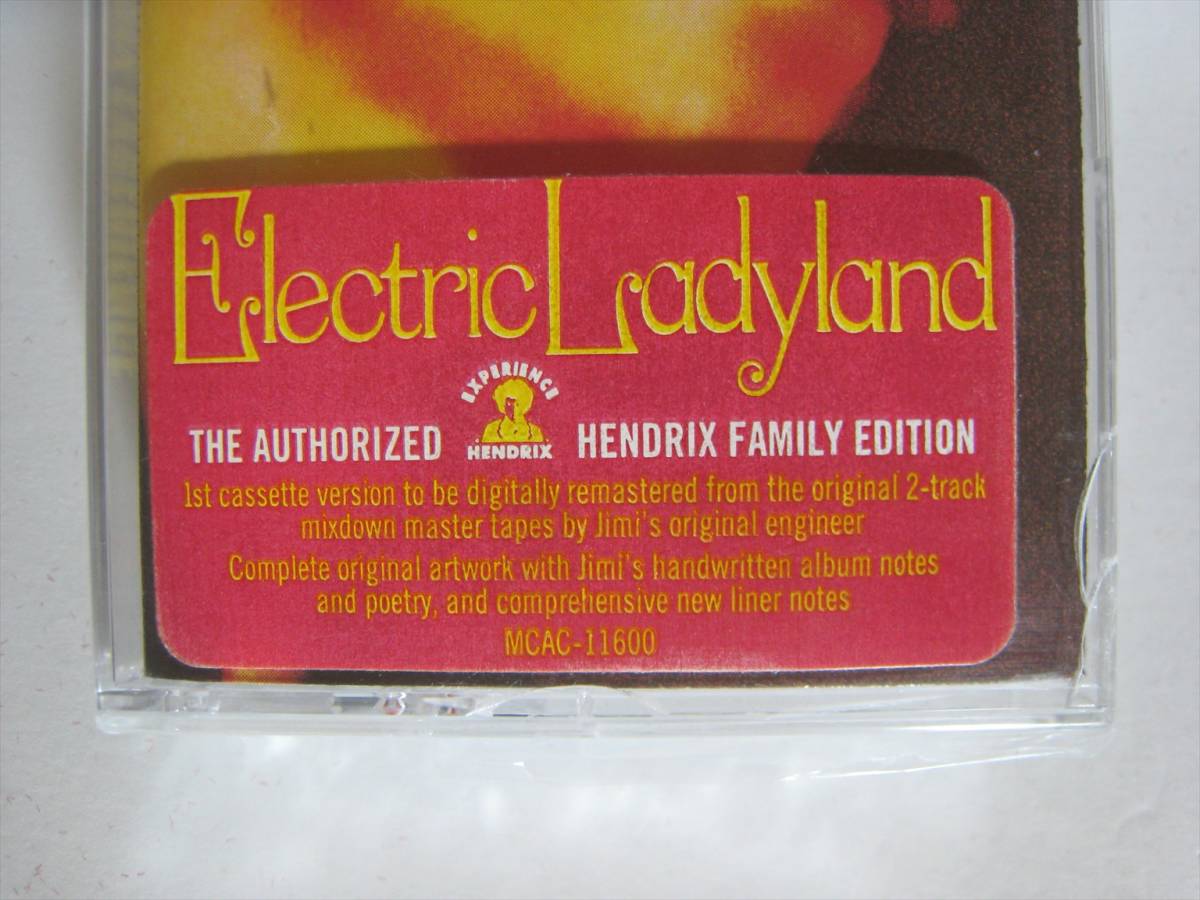 Electric Ladyland
EXPERIENCE
HENDRIX
THE AUTHORIZED HENDRIX FAMILY EDITION
1st cassette version to be digitally remastered from the original 2-track
mixdown master tapes by Jimi's original engineer
Complete original artwork with Jimi's handwritten album notes
and poetry, and comprehensive new liner notes
MCAC-11600